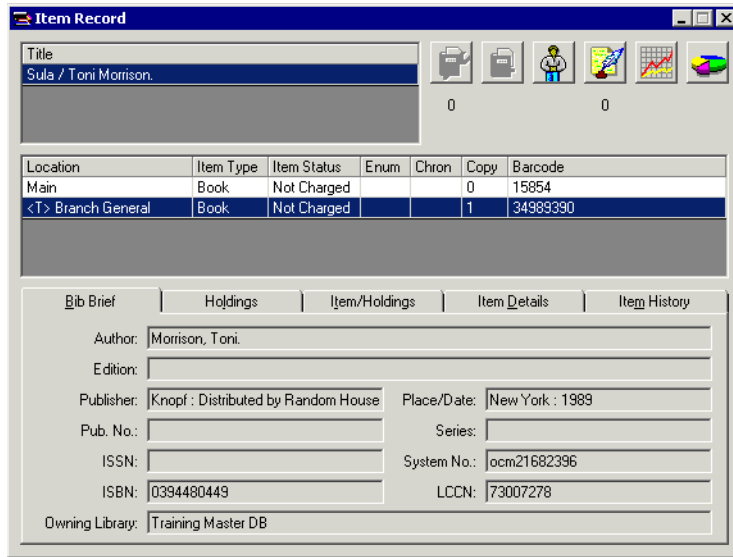 Item Record
Title
Sula / Toni Morrison.
0 0
Location Item Type Item Status Enum Chron Copy Barcode
Main Book Not Charged 0 15854
<T> Branch General Book Not Charged 1 34989390
Bib Brief Holdings Item/Holdings Item Details Item History
Author: Morrison, Toni.
Edition:
Publisher: Knopf : Distributed by Random House Place/Date: New York : 1989
Pub. No.: Series:
ISSN: System No.: ocm21682396
ISBN: 0394480449 LCCN: 73007278
Owning Library: Training Master DB